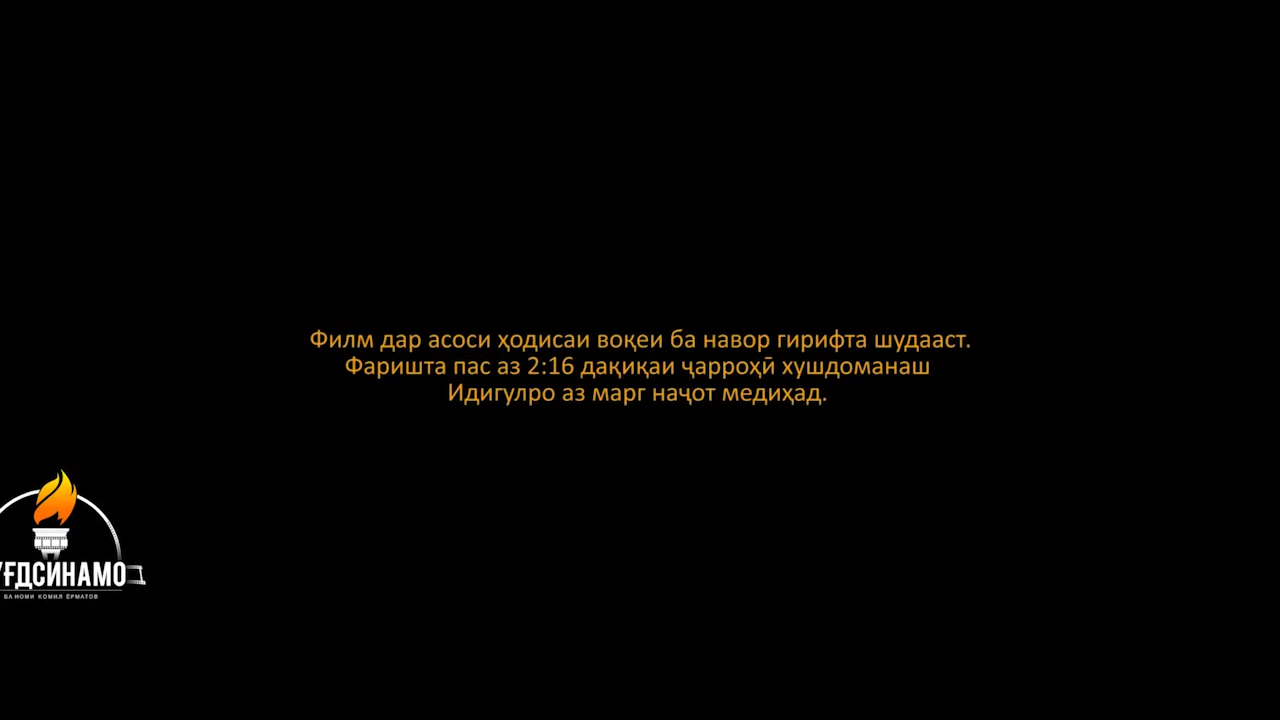 Филм дар асоси ҳодисаи воқеи ба навор гирифта шудааст.
Фаришта пас аз 2:16 дақиқаи ҷарроҳӣ хушдоманаш
Идигулро аз марг наҷот медиҳад.
УҒДСИНАМО
БА НОМИ КОМИЛ ЁРМАТОВ